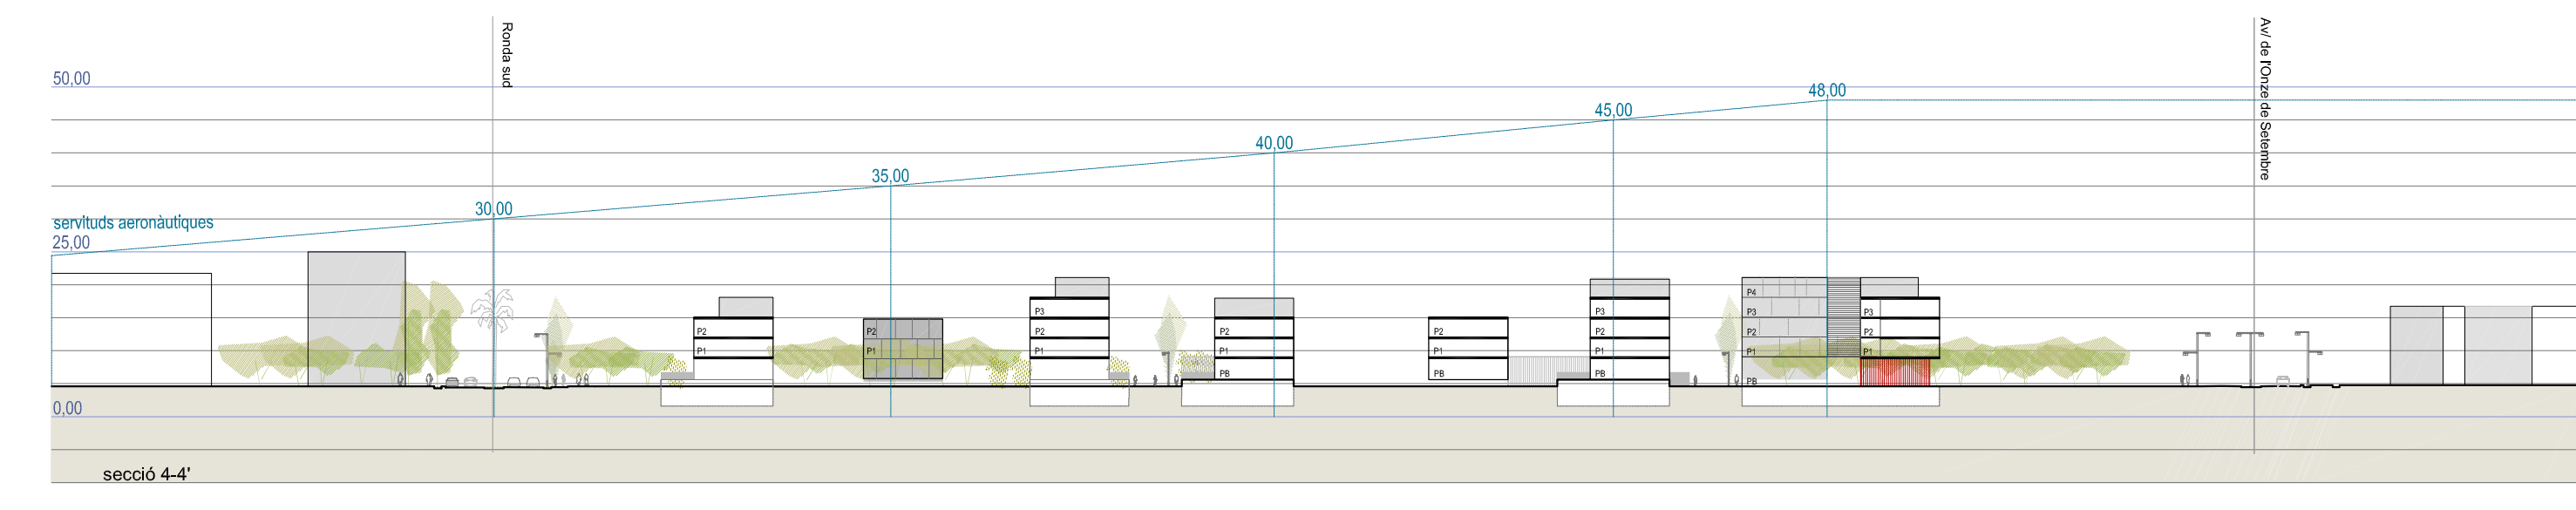 Ronda sud
Av/ de l'Onze de Setembre
50,00
48,00
45,00
40,00
35,00
30,00
servituds aeronàutiques
25,00
P2
P1
P2
P1
P3
P2
P1
P2
P1
PB
P2
P1
PB
P3
P2
P1
PB
P4
P3
P2
P1
PB
P3
P2
P1
0,00
secció 4-4'